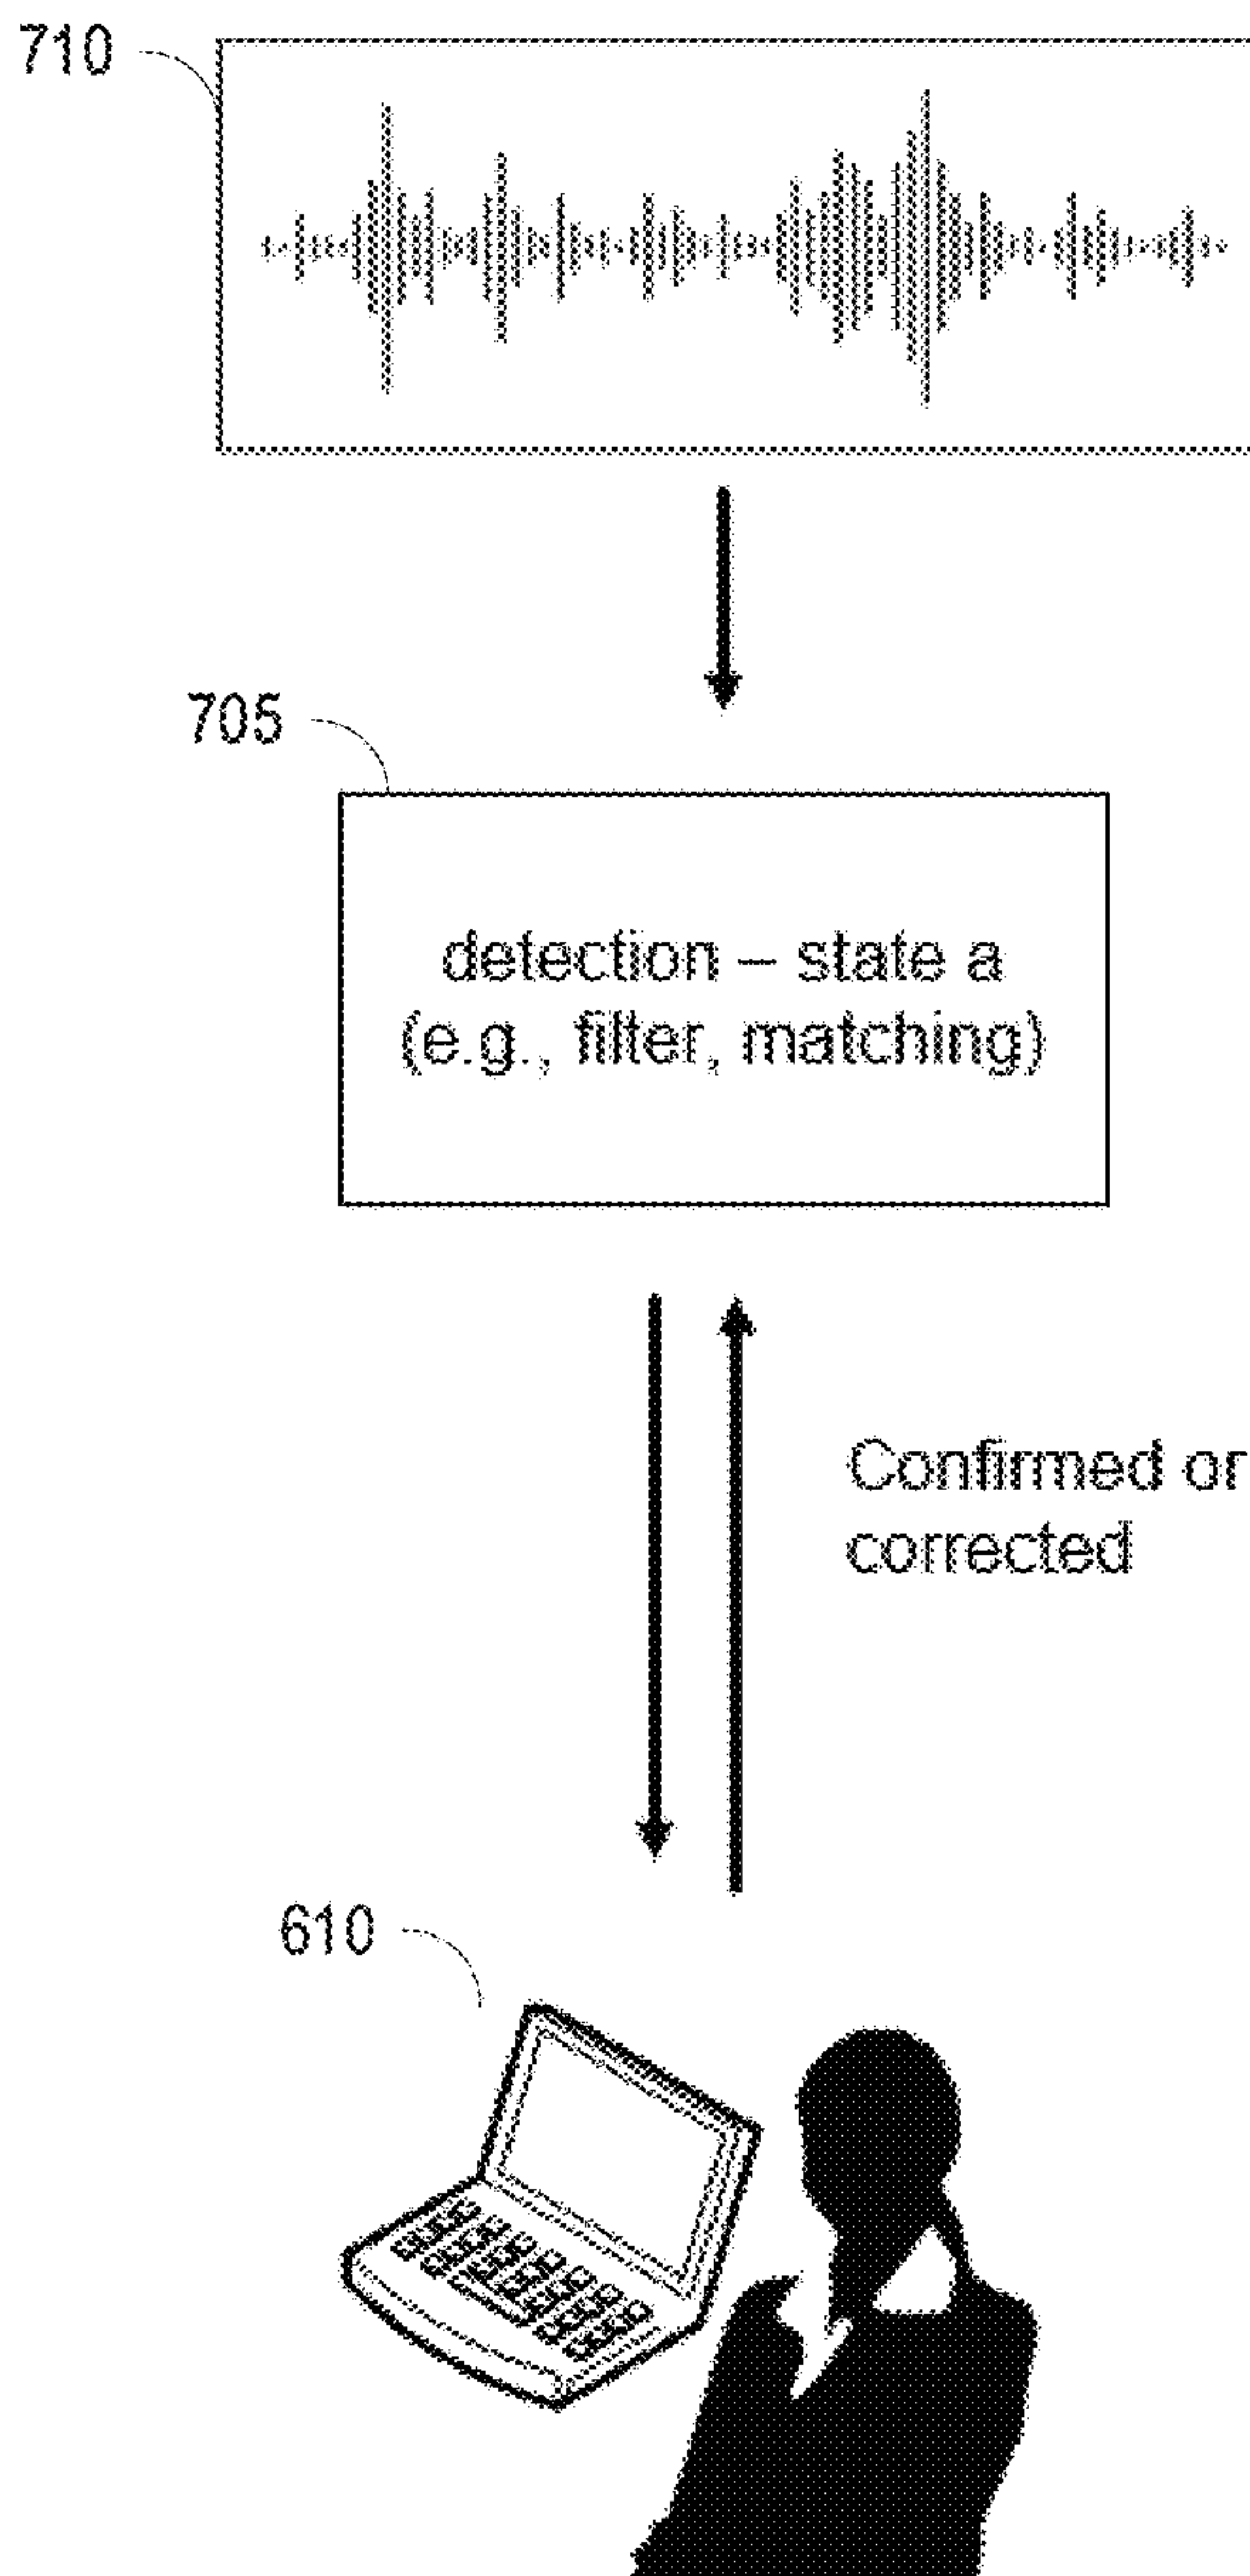 710
705
detection – state a
(e.g., filter, matching)
Confirmed or
corrected
610